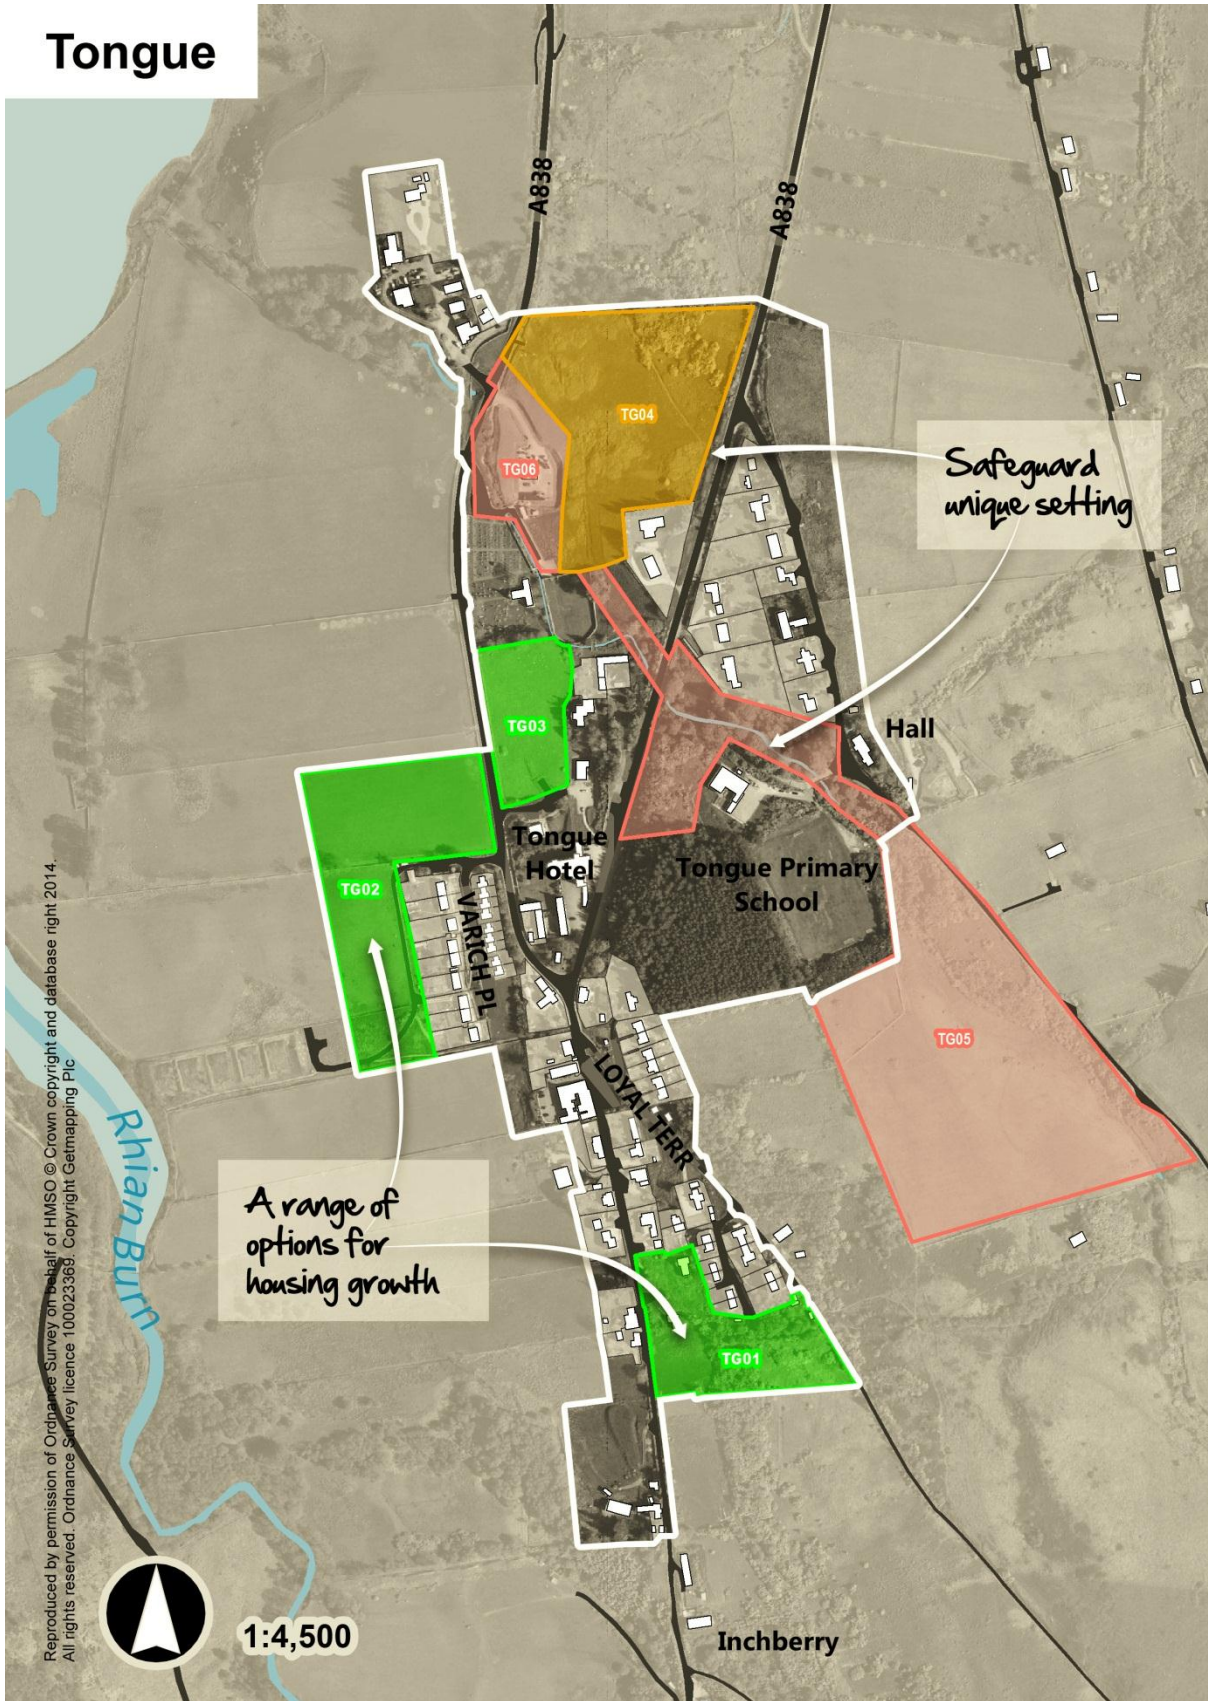 Tongue
A838
A838
TG04
TG06
Safeguard
unique setting
TG03
Hall
Tongue
Hotel
Tongue Primary
School
TG02
VARICH PL
TG05
LOYAL TERR
Rhian Burn
A range of
options for
housing growth
TG01
Inchberry
1:4,500
Reproduced by permission of Ordnance Survey on behalf of HMSO © Crown copyright and database right 2014.
All rights reserved. Ordnance Survey licence 100023369. Copyright Getmapping Plc